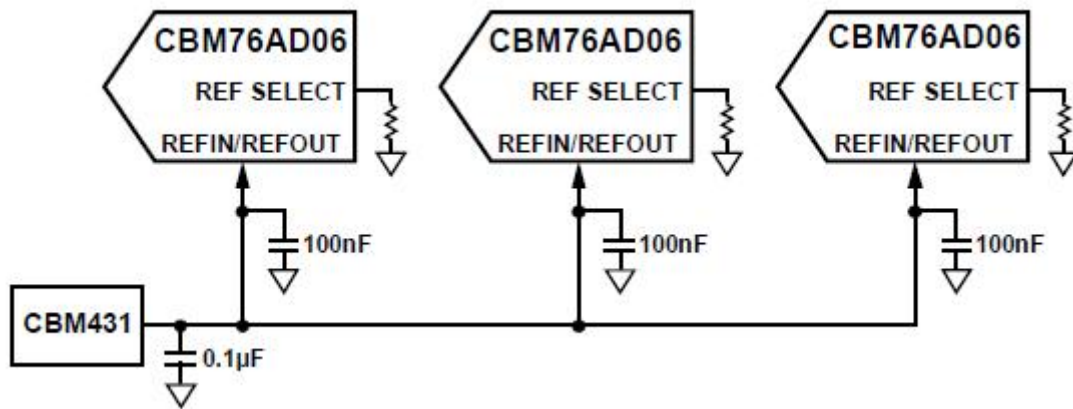 CBM76AD06
REF SELECT
REFIN/REFOUT
100nF
CBM76AD06
REF SELECT
REFIN/REFOUT
100nF
CBM76AD06
REF SELECT
REFIN/REFOUT
100nF
CBM431
0.1µF